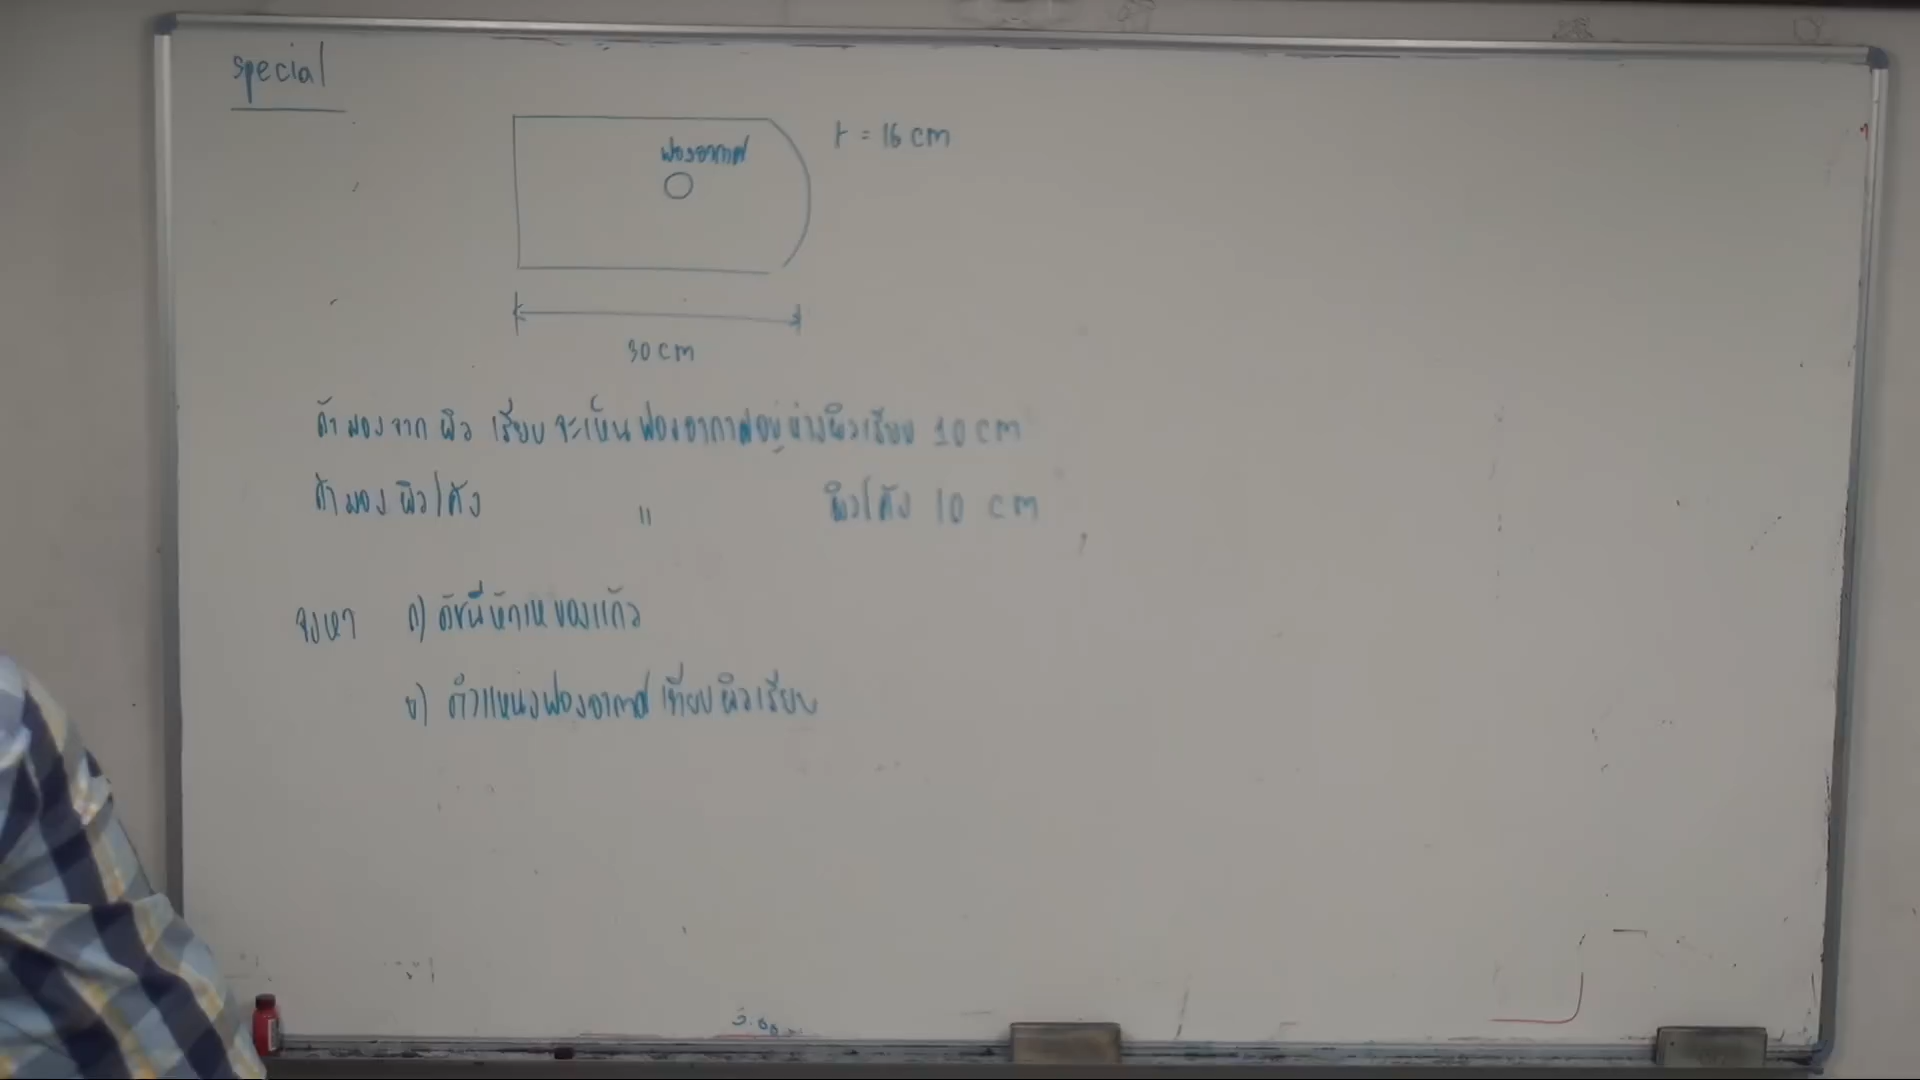 special
r = 16 cm
ฟองอากาศ
30 cm
ถ้ามองจากผิวเรียบจะเห็นฟองอากาศอยู่ห่างผิวเรียบ 10 cm
ถ้ามองผิวโค้ง " ผิวโค้ง 10 cm
จงหา ก) ดัชนีหักเหของแก้ว
ข) ตำแหน่งฟองอากาศเทียบผิวเรียบ